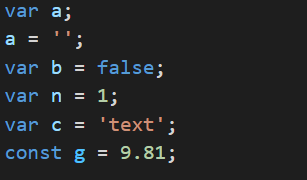 var a;
a = '';
var b = false;
var n = 1;
var c = 'text';
const g = 9.81;